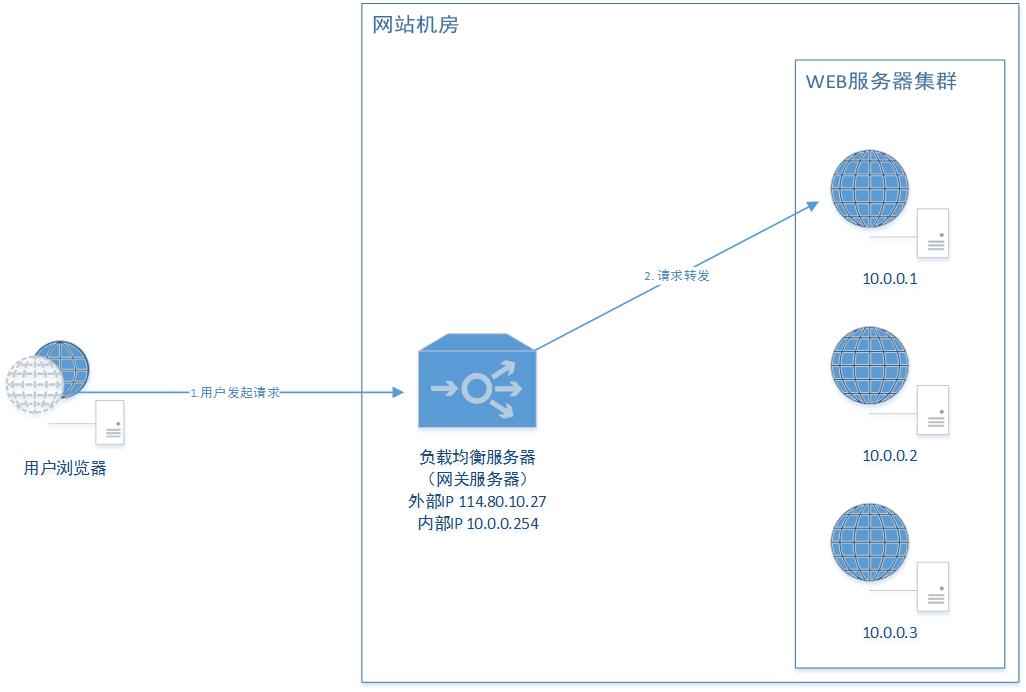 网站机房
WEB服务器集群
10.0.0.1
2. 请求转发
1.用户发起请求
用户浏览器
负载均衡服务器
（网关服务器）
外部IP 114.80.10.27
内部IP 10.0.0.254
10.0.0.2
10.0.0.3